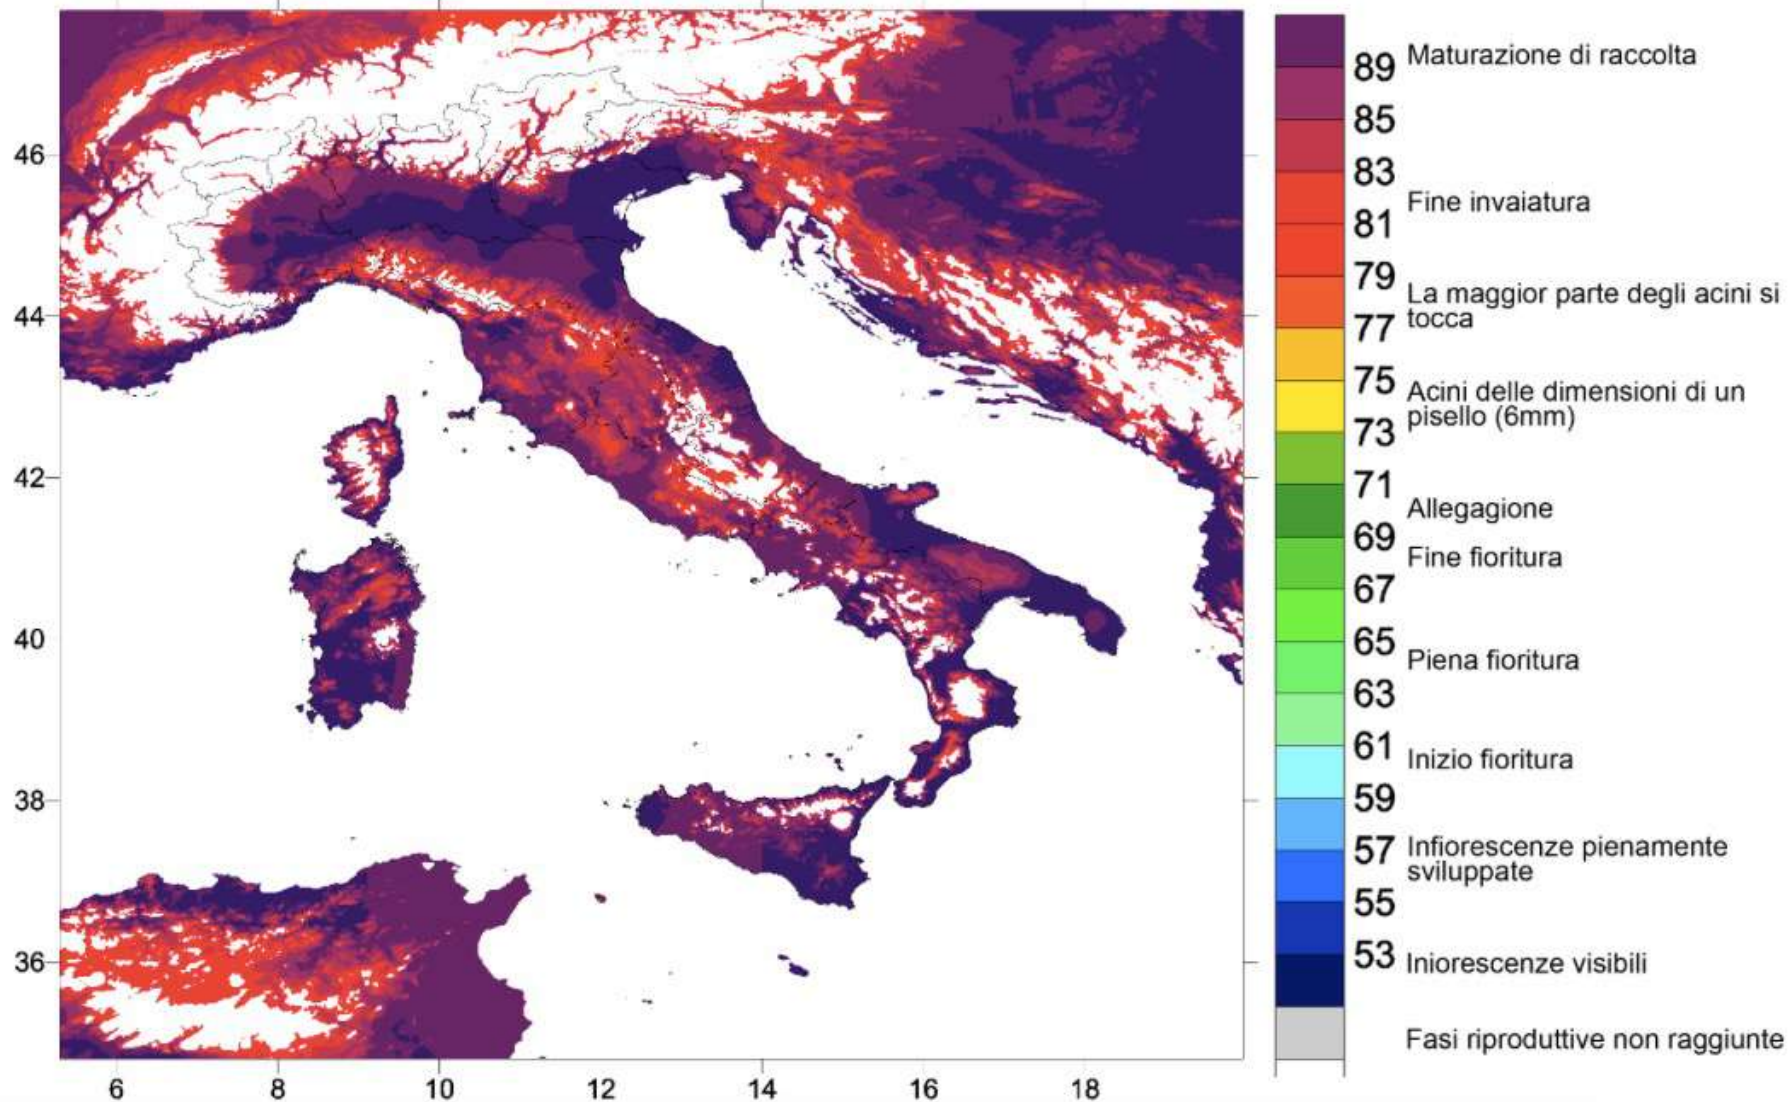 89 Maturazione di raccolta
85
83
Fine invaiatura
81
79
La maggior parte degli acini si
tocca
77
75
Acini delle dimensioni di un
pisello (6mm)
73
71
Allegagione
69
Fine fioritura
67
65
Piena fioritura
63
61
Inizio fioritura
59
57 Infiorescenze pienamente
sviluppate
55
53 Iniorescenze visibili
Fasi riproduttive non raggiunte
46
44
42
40
38
36
6 8 10 12 14 16 18